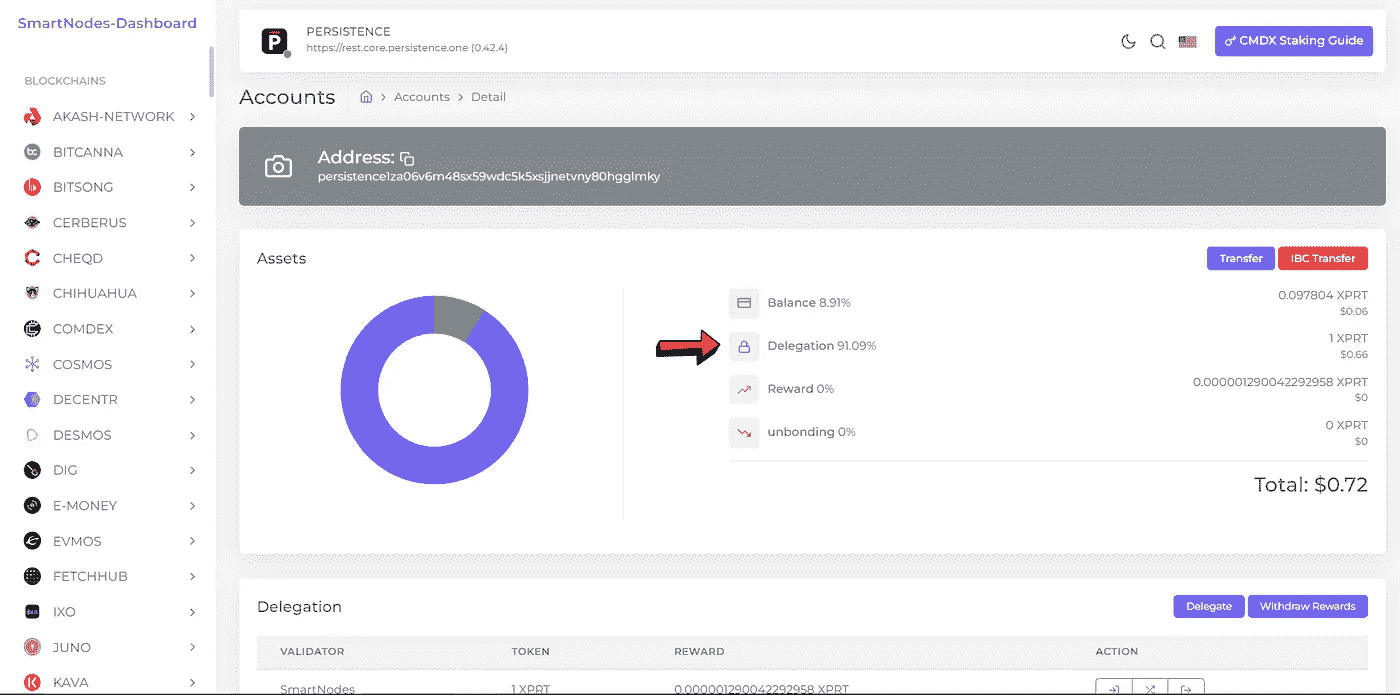 SmartNodes-Dashboard
BLOCKCHAINS
AKASH-NETWORK
BITCANNA
BITSONG
CERBERUS
CHEQD
CHIHUAHUA
COMDEX
COSMOS
DECENTR
DESMOS
DIG
E-MONEY
EVMOS
FETCHHUB
IXO
JUNO
KAVA
PERSISTENCE
https://rest.core.persistence.one (0.42.4)
CMDX Staking Guide
Accounts
Accounts > Detail
Address:
persistence1za06v6m48sx59wdc5k5xsjjnetvny80hgglmky
Assets
Transfer
IBC Transfer
Balance 8.91%
0.097804 XPRT
$0.06
Delegation 91.09%
1 XPRT
$0.66
Reward 0%
0.000001290042292958 XPRT
$0
unbonding 0%
0 XPRT
$0
Total: $0.72
Delegation
Delegate
Withdraw Rewards
VALIDATOR TOKEN REWARD ACTION
SmartNodes 1 XPRT 0.000001290042292958 XPRT